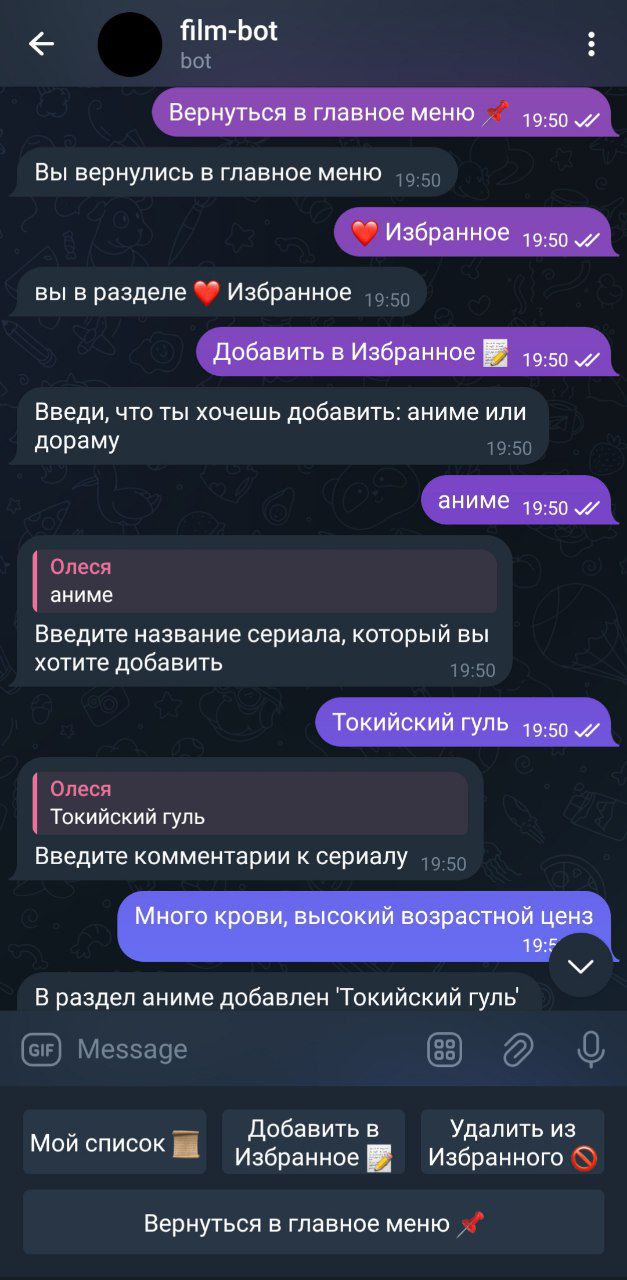 film-bot
bot
Вернуться в главное меню 📌 19:50
Вы вернулись в главное меню 19:50
❤️ Избранное 19:50
вы в разделе ❤️ Избранное 19:50
Добавить в Избранное 📝 19:50
Введи, что ты хочешь добавить: аниме или
дораму 19:50
аниме 19:50
Олеся
аниме
Введите название сериала, который вы
хотите добавить 19:50
Токийский гуль 19:50
Олеся
Токийский гуль
Введите комментарии к сериалу 19:50
Много крови, высокий возрастной ценз
В раздел аниме добавлен 'Токийский гуль'
GIF Message
Мой список 📜
Добавить в
Избранное 📝
Удалить из
Избранного 🚫
Вернуться в главное меню 📌